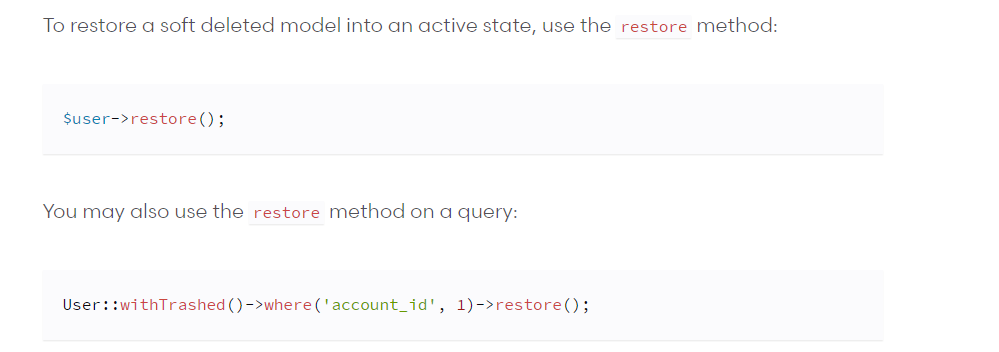 To restore a soft deleted model into an active state, use the restore method:
$user->restore();
You may also use the restore method on a query:
User::withTrashed()->where('account_id', 1)->restore();